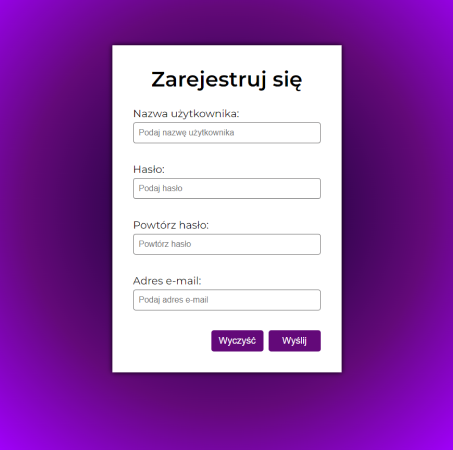 Zarejestruj się
Nazwa użytkownika:
Podaj nazwę użytkownika
Hasło:
Podaj hasło
Powtórz hasło:
Powtórz hasło
Adres e-mail:
Podaj adres e-mail
Wyczyść Wyślij